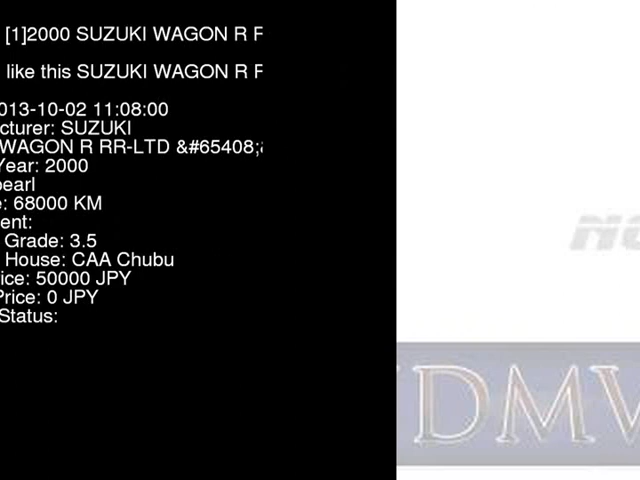 [1]2000 SUZUKI WAGON R F
like this SUZUKI WAGON R F
013-10-02 11:08:00
cturer: SUZUKI
WAGON R RR-LTD &#65408;&
Year: 2000
pearl
e: 68000 KM
ent:
Grade: 3.5
House: CAA Chubu
ice: 50000 JPY
Price: 0 JPY
Status:
NO
DMV